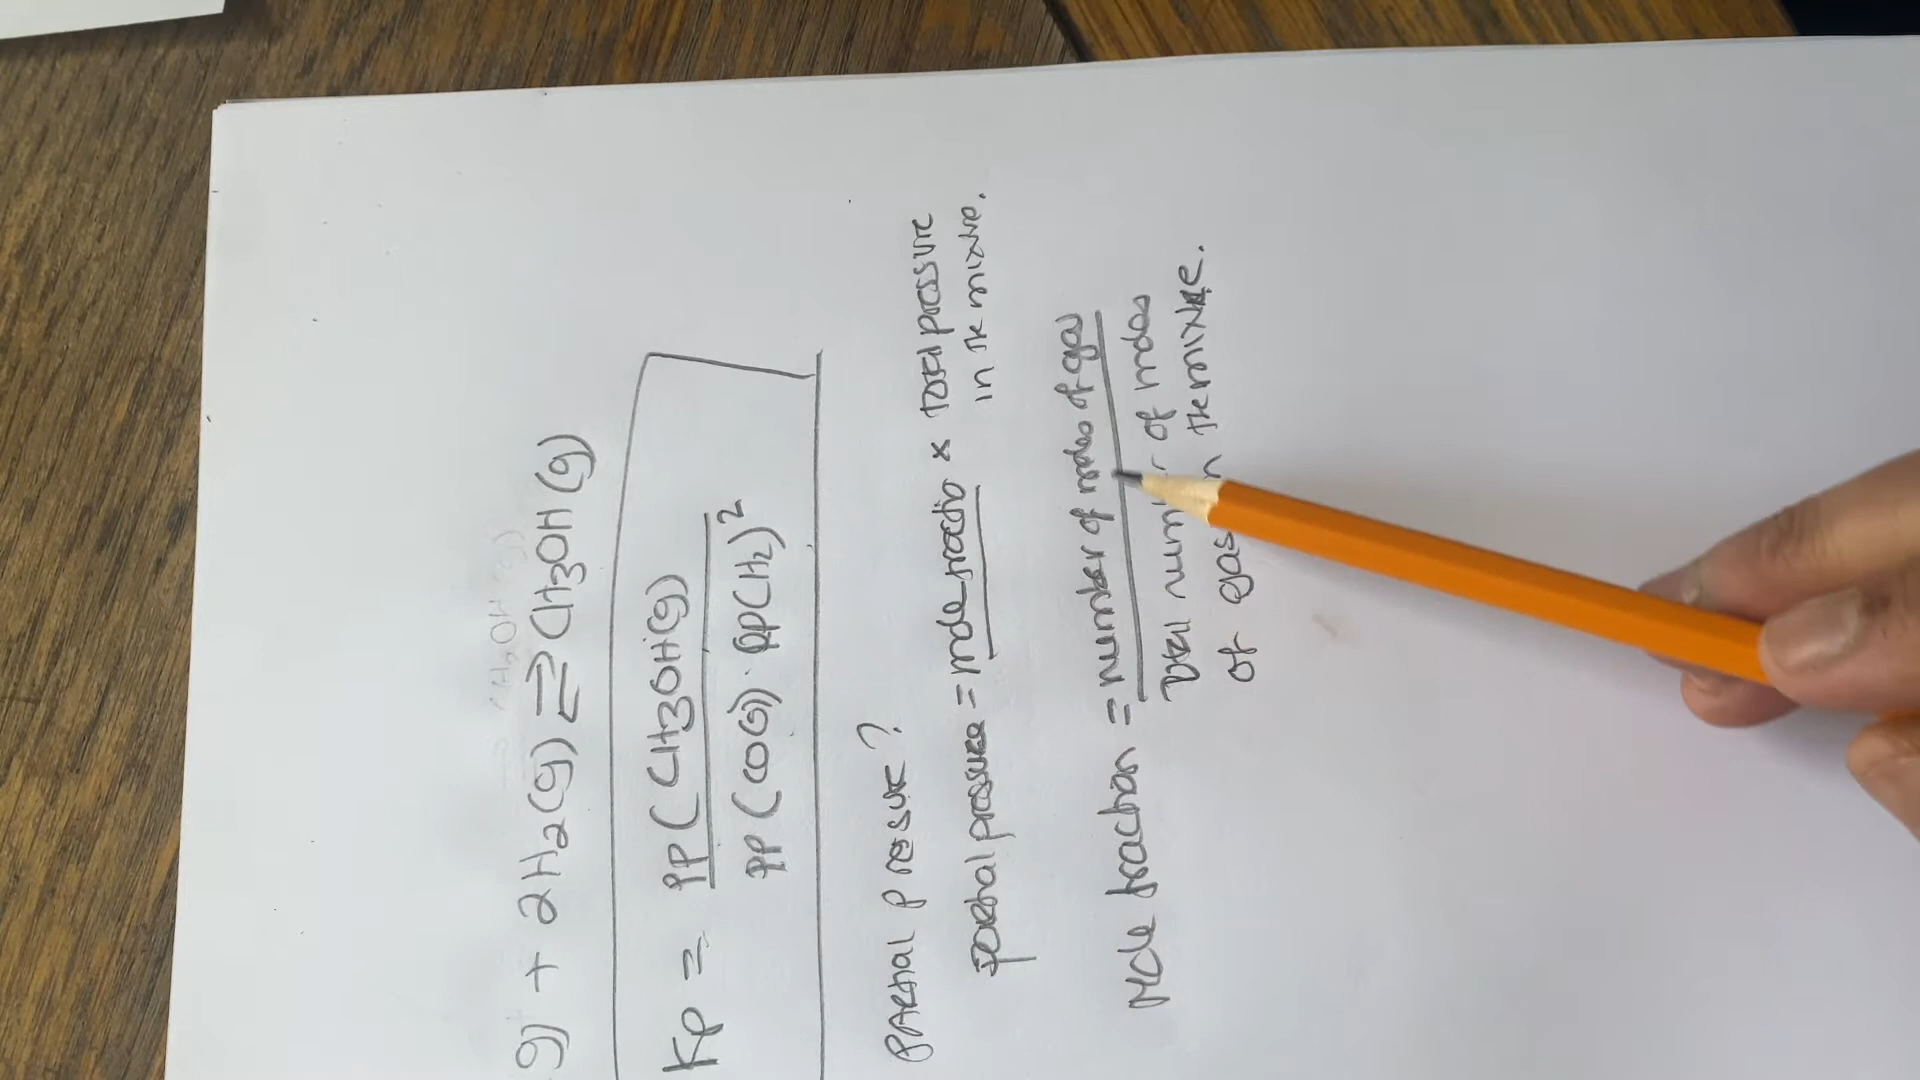 g) + 2H₂(g) ⇌ CH₃OH(g)
Kp = PP(CH₃OH(g)
PP(CO(g)) · PP(H₂)²
Partial pressure?
Partial pressure = mole fractio × total pressure
in the mixture.
Mole fraction = number of moles of gas
total number of moles
of gas in the mixture.